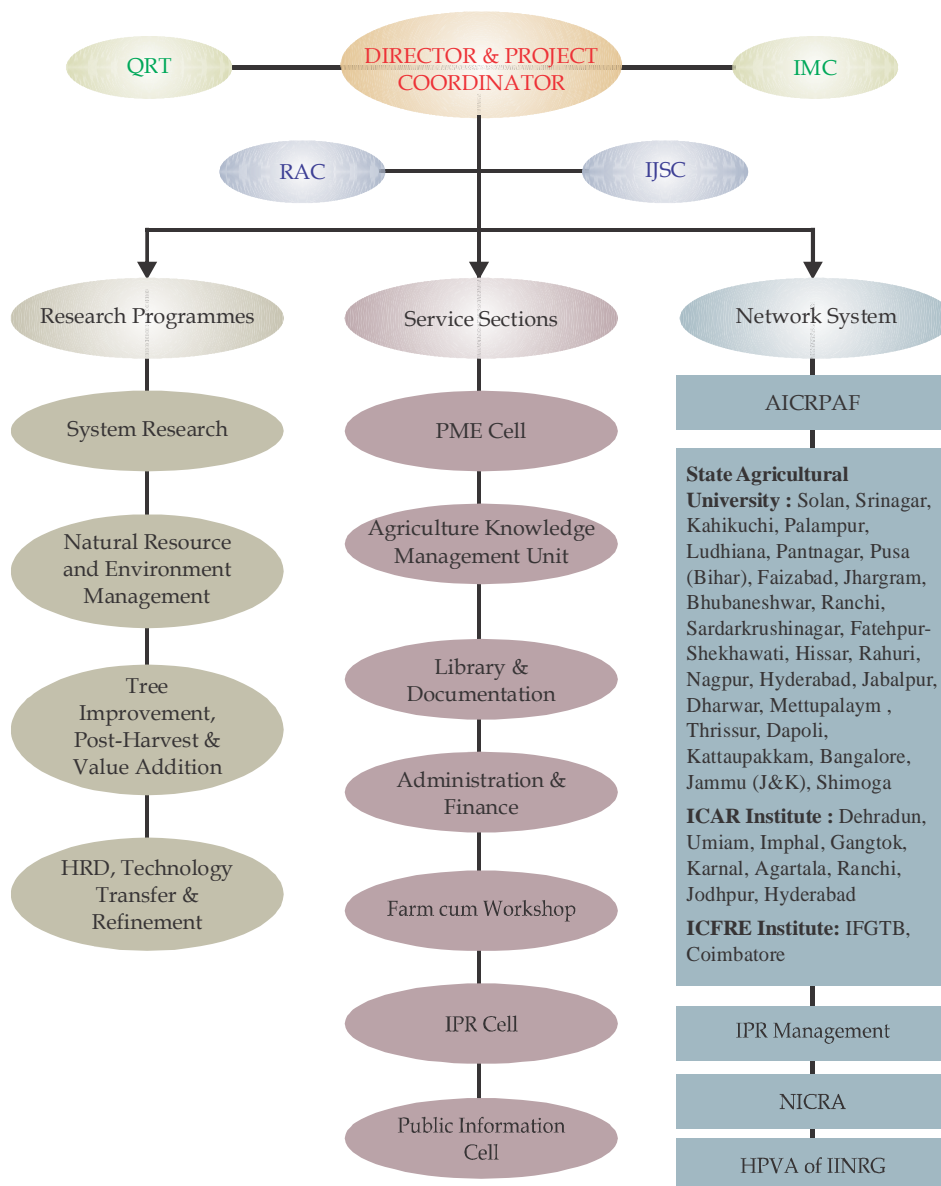 QRT
DIRECTOR & PROJECT
COORDINATOR
IMC
RAC
IJSC
Research Programmes
System Research
Natural Resource
and Environment
Management
Tree
Improvement,
Post-Harvest &
Value Addition
HRD, Technology
Transfer &
Refinement
Service Sections
PME Cell
Agriculture Knowledge
Management Unit
Library &
Documentation
Administration &
Finance
Farm cum Workshop
IPR Cell
Public Information
Cell
Network System
AICRPAF
State Agricultural
University : Solan, Srinagar,
Kahikuchi, Palampur,
Ludhiana, Pantnagar, Pusa
(Bihar), Faizabad, Jhargram,
Bhubaneshwar, Ranchi,
Sardarkrushinagar, Fatehpur-
Shekhawati, Hissar, Rahuri,
Nagpur, Hyderabad, Jabalpur,
Dharwar, Mettupalaym ,
Thrissur, Dapoli,
Kattaupakkam, Bangalore,
Jammu (J&K), Shimoga
ICAR Institute : Dehradun,
Umiam, Imphal, Gangtok,
Karnal, Agartala, Ranchi,
Jodhpur, Hyderabad
ICFRE Institute: IFGTB,
Coimbatore
IPR Management
NICRA
HPVA of IINRG